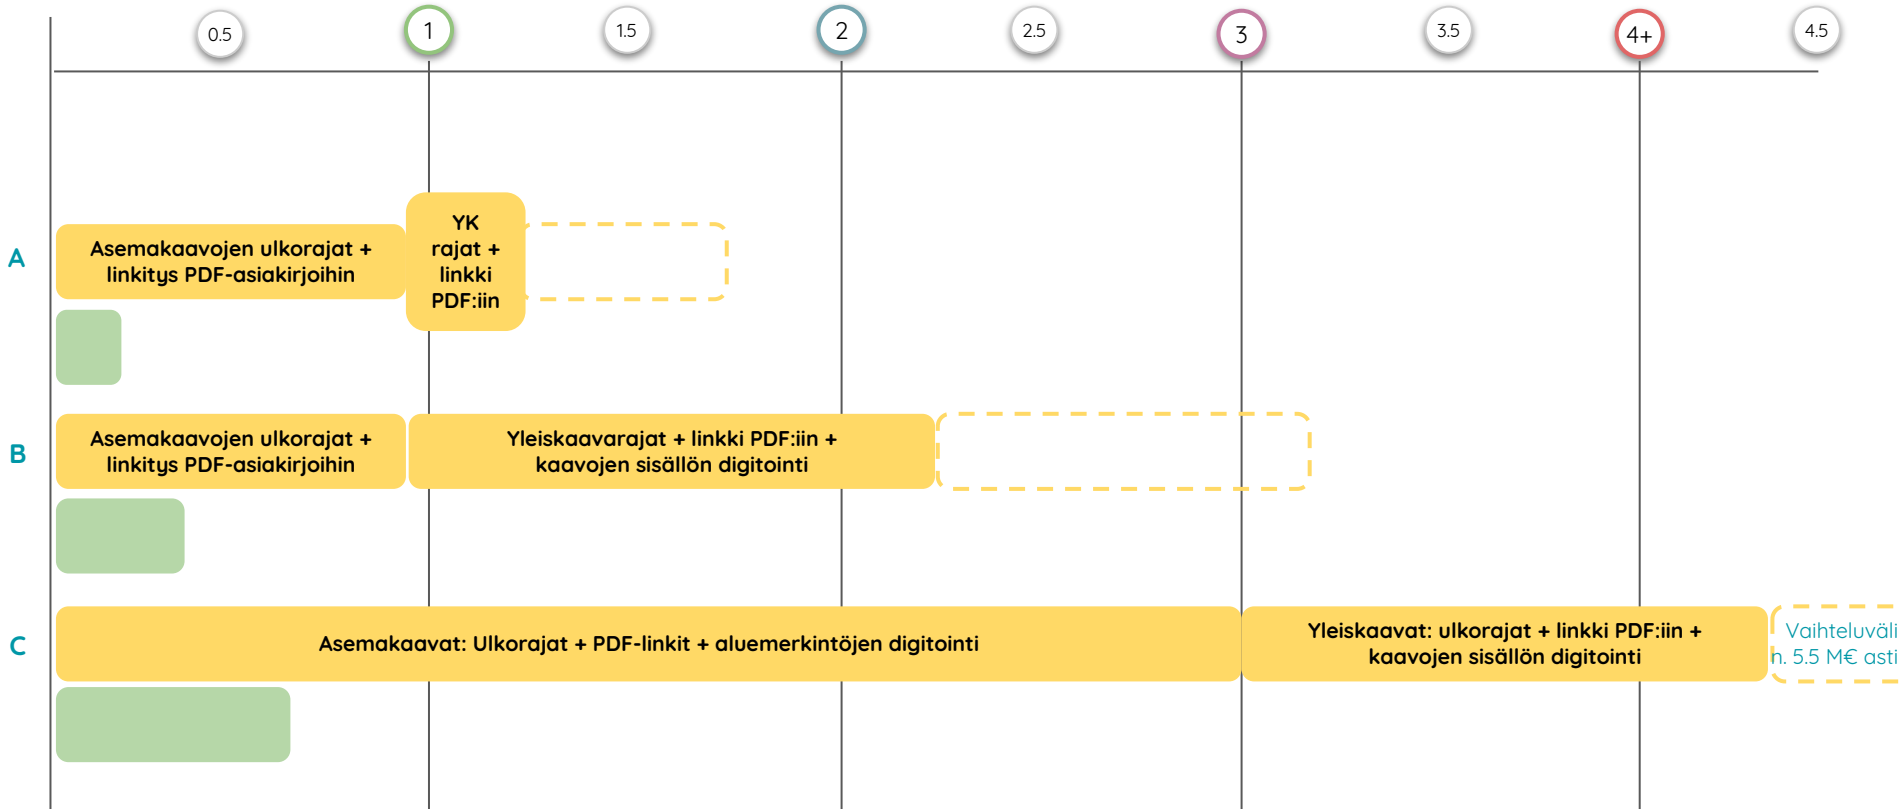 0.5
1
1.5
2
2.5
3
3.5
4+
4.5
A
Asemakaavojen ulkorajat +
linkitys PDF-asiakirjoihin
YK
rajat +
linkki
PDF:iin
B
Asemakaavojen ulkorajat +
linkitys PDF-asiakirjoihin
Yleiskaavarajat + linkki PDF:iin +
kaavojen sisällön digitointi
C
Asemakaavat: Ulkorajat + PDF-linkit + aluemerkintöjen digitointi
Yleiskaavat: ulkorajat + linkki PDF:iin +
kaavojen sisällön digitointi
Vaihteluväli
n. 5.5 M€ asti